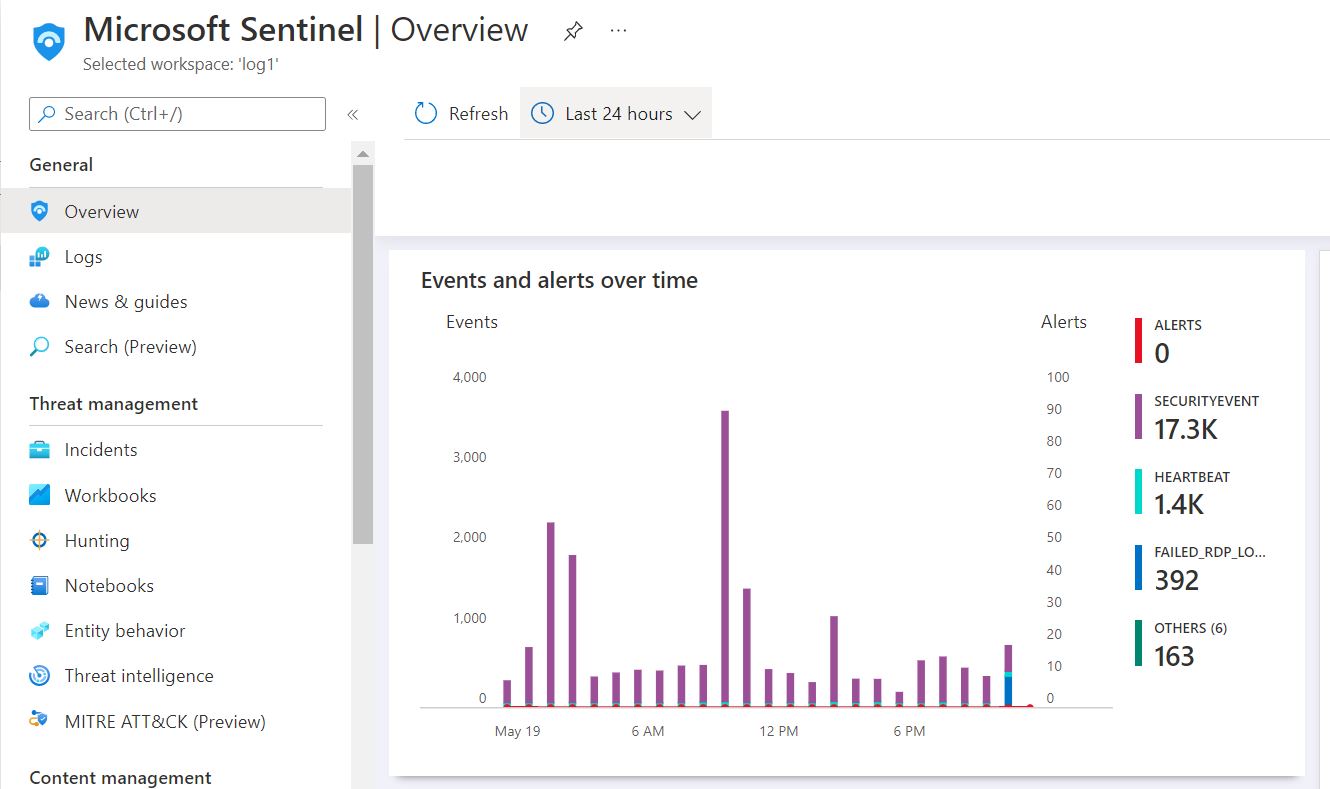 Microsoft Sentinel | Overview
Selected workspace: 'log1'
Search (Ctrl+/)
«
Refresh
Last 24 hours
General
Overview
Logs
News & guides
Search (Preview)
Threat management
Incidents
Workbooks
Hunting
Notebooks
Entity behavior
Threat intelligence
MITRE ATT&CK (Preview)
Content management
Events and alerts over time
Events
Alerts
4,000
3,000
2,000
1,000
0
100
90
80
70
60
50
40
30
20
10
0
May 19
6 AM
12 PM
6 PM
ALERTS
0
SECURITYEVENT
17.3K
HEARTBEAT
1.4K
FAILED_RDP_LO...
392
OTHERS (6)
163